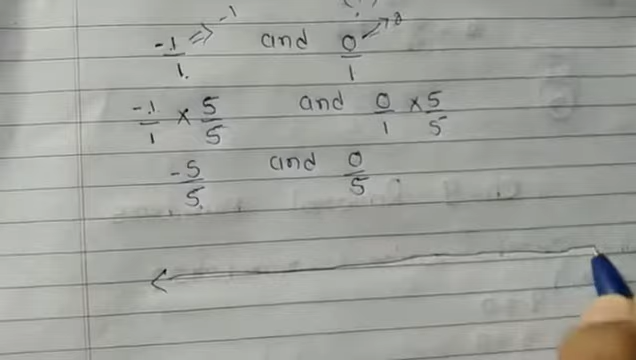 -1/1 ⇒ -1 and 0/1 → 0
-1/1 × 5/5 and 0/1 × 5/5
-5/5 and 0/5